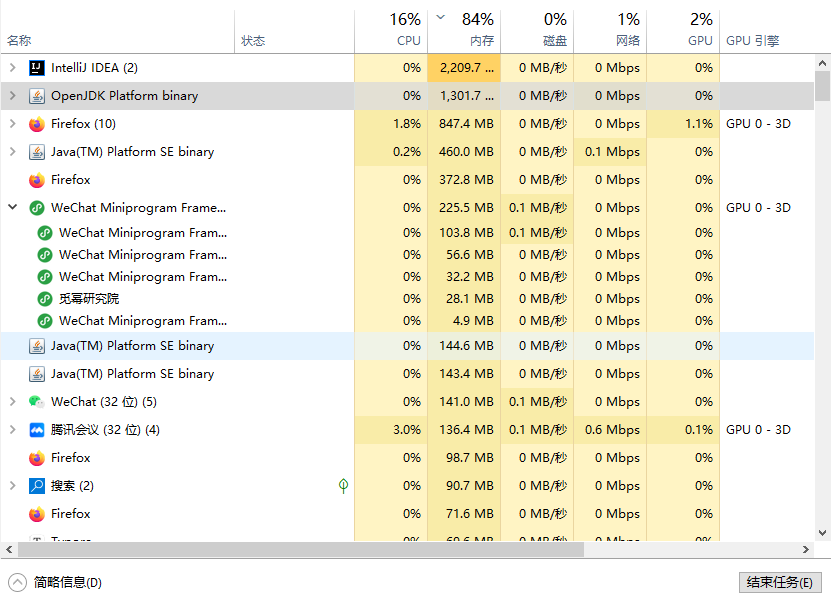 16% 84% 0% 1% 2%
名称 状态 CPU 内存 磁盘 网络 GPU GPU 引擎
IntelliJ IDEA (2) 0% 2,209.7 ... 0 MB/秒 0 Mbps 0%
OpenJDK Platform binary 0% 1,301.7 ... 0 MB/秒 0 Mbps 0%
Firefox (10) 1.8% 847.4 MB 0 MB/秒 0 Mbps 1.1% GPU 0 - 3D
Java(TM) Platform SE binary 0.2% 460.0 MB 0 MB/秒 0.1 Mbps 0%
Firefox 0% 372.8 MB 0 MB/秒 0 Mbps 0%
WeChat Miniprogram Frame... 0% 225.5 MB 0.1 MB/秒 0 Mbps 0% GPU 0 - 3D
WeChat Miniprogram Fram... 0% 103.8 MB 0.1 MB/秒 0 Mbps 0%
WeChat Miniprogram Fram... 0% 56.6 MB 0 MB/秒 0 Mbps 0%
WeChat Miniprogram Fram... 0% 32.2 MB 0 MB/秒 0 Mbps 0%
觅幂研究院 0% 28.1 MB 0 MB/秒 0 Mbps 0%
WeChat Miniprogram Fram... 0% 4.9 MB 0 MB/秒 0 Mbps 0%
Java(TM) Platform SE binary 0% 144.6 MB 0 MB/秒 0 Mbps 0%
Java(TM) Platform SE binary 0% 143.4 MB 0 MB/秒 0 Mbps 0%
WeChat (32 位) (5) 0% 141.0 MB 0.1 MB/秒 0 Mbps 0%
腾讯会议 (32 位) (4) 3.0% 136.4 MB 0.1 MB/秒 0.6 Mbps 0.1% GPU 0 - 3D
Firefox 0% 98.7 MB 0 MB/秒 0 Mbps 0%
搜索 (2) 0% 90.7 MB 0 MB/秒 0 Mbps 0%
Firefox 0% 71.6 MB 0 MB/秒 0 Mbps 0%
简略信息(D) 结束任务(E)